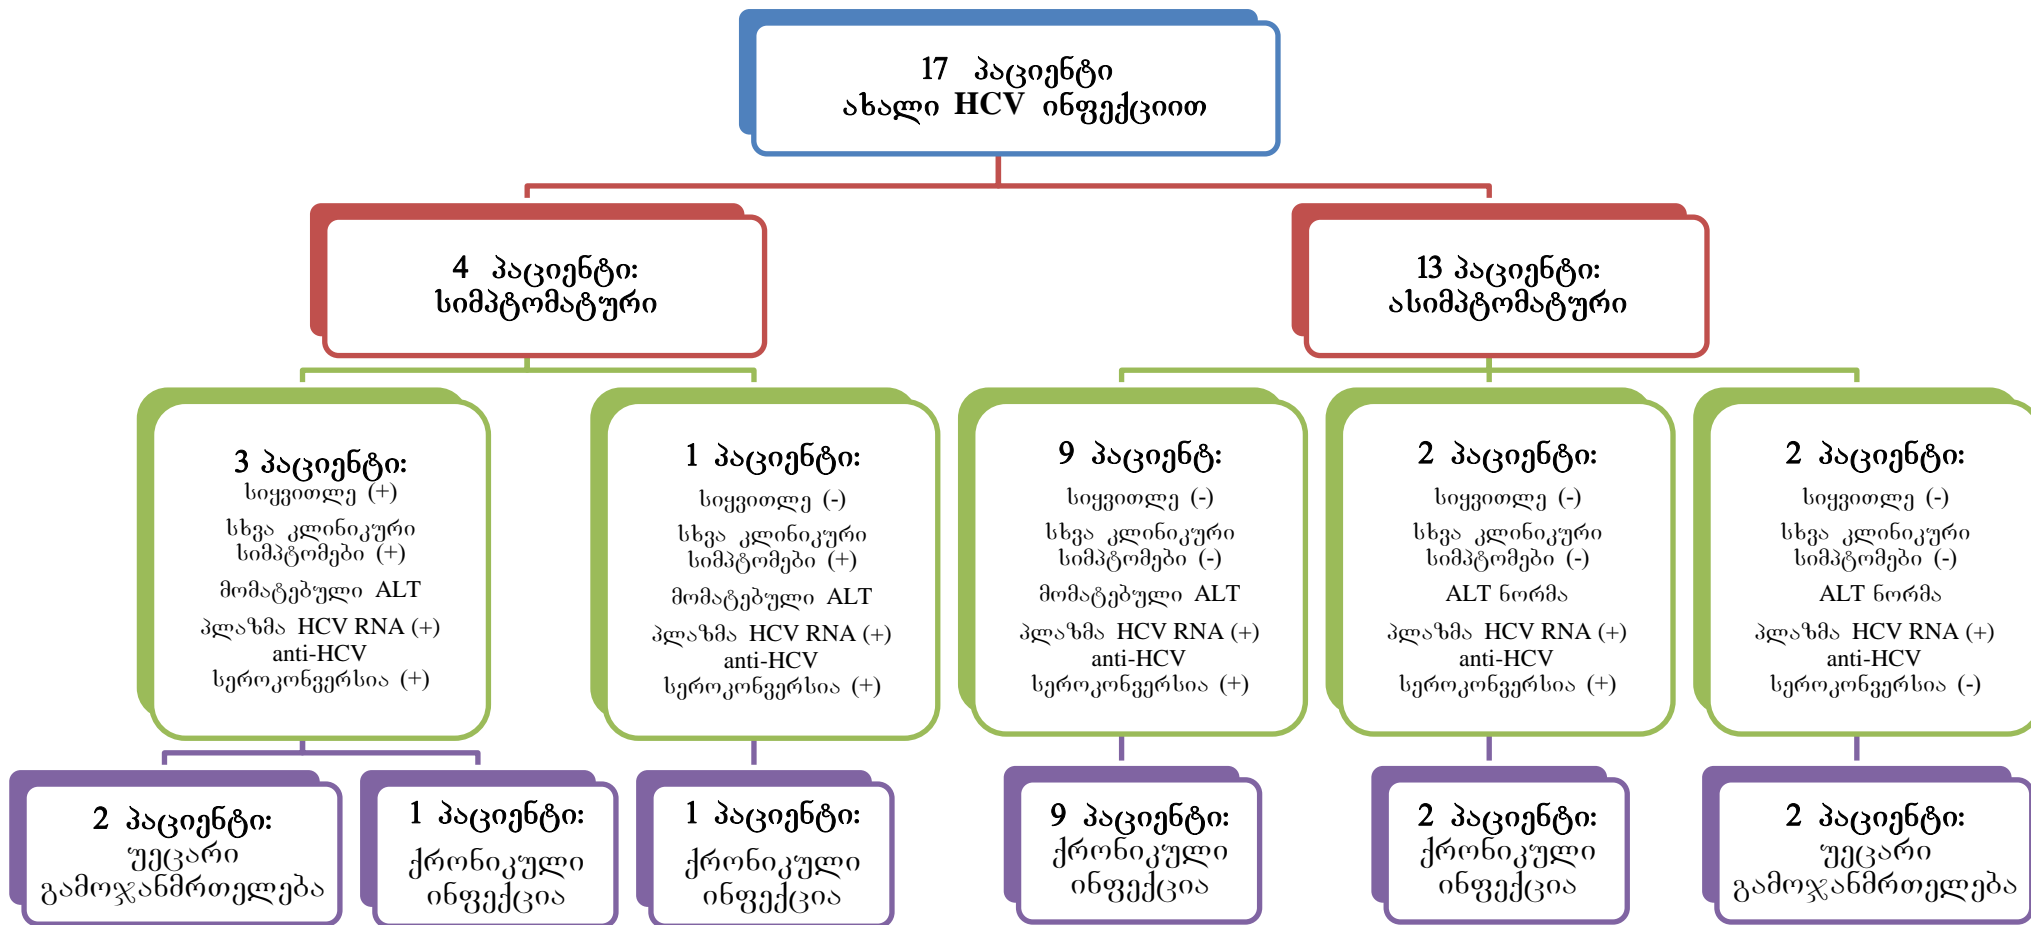 17 პაციენტი
ახალი HCV ინფექციით
4 პაციენტი:
სიმპტომატური
13 პაციენტი:
ასიმპტომატური
3 პაციენტი:
სიყვითლე (+)
სხვა კლინიკური
სიმპტომები (+)
მომატებული ALT
პლაზმა HCV RNA (+)
anti-HCV
სეროკონვერსია (+)
1 პაციენტი:
სიყვითლე (-)
სხვა კლინიკური
სიმპტომები (+)
მომატებული ALT
პლაზმა HCV RNA (+)
anti-HCV
სეროკონვერსია (+)
9 პაციენტ:
სიყვითლე (-)
სხვა კლინიკური
სიმპტომები (-)
მომატებული ALT
პლაზმა HCV RNA (+)
anti-HCV
სეროკონვერსია (+)
2 პაციენტი:
სიყვითლე (-)
სხვა კლინიკური
სიმპტომები (-)
ALT ნორმა
პლაზმა HCV RNA (+)
anti-HCV
სეროკონვერსია (+)
2 პაციენტი:
სიყვითლე (-)
სხვა კლინიკური
სიმპტომები (-)
ALT ნორმა
პლაზმა HCV RNA (+)
anti-HCV
სეროკონვერსია (-)
2 პაციენტი:
უეცარი
გამოჯანმრთელება
1 პაციენტი:
ქრონიკული
ინფექცია
1 პაციენტი:
ქრონიკული
ინფექცია
9 პაციენტი:
ქრონიკული
ინფექცია
2 პაციენტი:
ქრონიკული
ინფექცია
2 პაციენტი:
უეცარი
გამოჯანმრთელება